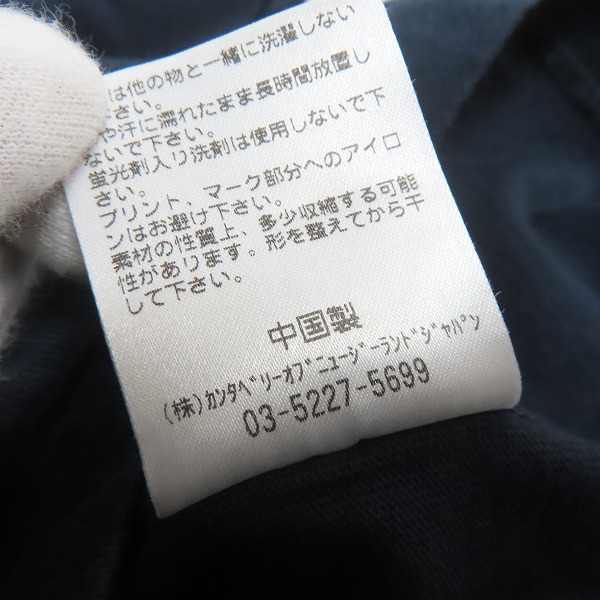 は他の物と一緒に洗濯しない
さい。
や汗に濡れたまま長時間放置し
ないで下さい。
蛍光剤入り洗剤は使用しないで下
さい。
プリント、マーク部分へのアイロ
ンはお避け下さい。
素材の性質上、多少収縮する可能
性があります。形を整えてから干
して下さい。
中国製
(株)カンタベリーオブニュージーランドジャパン
03-5227-5699